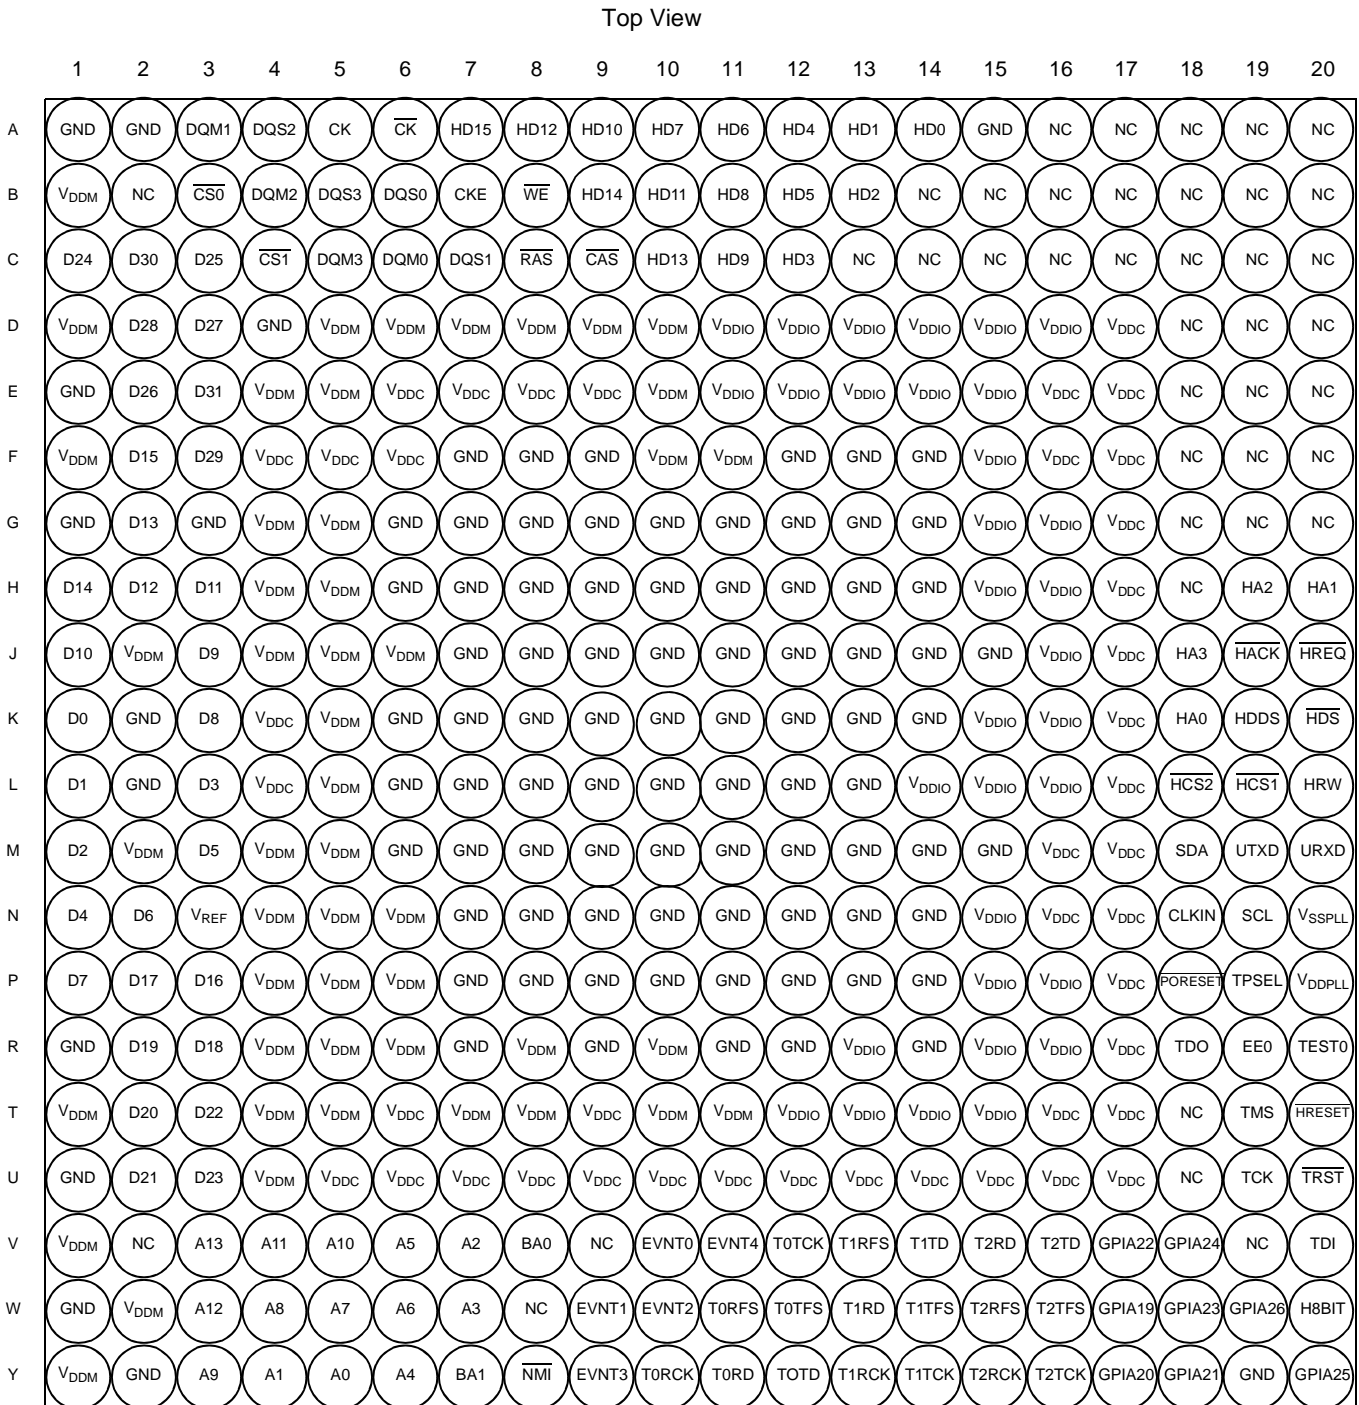 Top View
1 2 3 4 5 6 7 8 9 10 11 12 13 14 15 16 17 18 19 20
A GND GND DQM1 DQS2 CK CK HD15 HD12 HD10 HD7 HD6 HD4 HD1 HD0 GND NC NC NC NC NC
B VDDM NC CS0 DQM2 DQS3 DQS0 CKE WE HD14 HD11 HD8 HD5 HD2 NC NC NC NC NC NC NC
C D24 D30 D25 CS1 DQM3 DQM0 DQS1 RAS CAS HD13 HD9 HD3 NC NC NC NC NC NC NC NC
D VDDM D28 D27 GND VDDM VDDM VDDM VDDM VDDM VDDM VDDIO VDDIO VDDIO VDDIO VDDIO VDDIO VDDC NC NC NC
E GND D26 D31 VDDM VDDM VDDC VDDC VDDC VDDC VDDM VDDIO VDDIO VDDIO VDDIO VDDIO VDDC VDDC NC NC NC
F VDDM D15 D29 VDDC VDDC VDDC GND GND GND VDDM VDDM GND GND GND VDDIO VDDC VDDC NC NC NC
G GND D13 GND VDDM VDDM GND GND GND GND GND GND GND GND GND VDDIO VDDIO VDDC NC NC NC
H D14 D12 D11 VDDM VDDM GND GND GND GND GND GND GND GND GND VDDIO VDDIO VDDC NC HA2 HA1
J D10 VDDM D9 VDDM VDDM VDDM GND GND GND GND GND GND GND GND GND VDDIO VDDC HA3 HACK HREQ
K D0 GND D8 VDDC VDDM GND GND GND GND GND GND GND GND GND VDDIO VDDIO VDDC HA0 HDDS HDS
L D1 GND D3 VDDC VDDM GND GND GND GND GND GND GND GND VDDIO VDDIO VDDIO VDDC HCS2 HCS1 HRW
M D2 VDDM D5 VDDM VDDM GND GND GND GND GND GND GND GND GND GND VDDC VDDC SDA UTXD URXD
N D4 D6 VREF VDDM VDDM VDDM GND GND GND GND GND GND GND GND VDDIO VDDC VDDC CLKIN SCL VSSPLL
P D7 D17 D16 VDDM VDDM VDDM GND GND GND GND GND GND GND GND VDDIO VDDIO VDDC PORESET TPSEL VDDPLL
R GND D19 D18 VDDM VDDM VDDM GND VDDM GND VDDM GND GND VDDIO GND VDDIO VDDIO VDDC TDO EE0 TEST0
T VDDM D20 D22 VDDM VDDM VDDC VDDM VDDM VDDC VDDM VDDM VDDIO VDDIO VDDIO VDDIO VDDC VDDC NC TMS HRESET
U GND D21 D23 VDDM VDDC VDDC VDDC VDDC VDDC VDDC VDDC VDDC VDDC VDDC VDDC VDDC VDDC NC TCK TRST
V VDDM NC A13 A11 A10 A5 A2 BA0 NC EVNT0 EVNT4 T0TCK T1RFS T1TD T2RD T2TD GPIA22 GPIA24 NC TDI
W GND VDDM A12 A8 A7 A6 A3 NC EVNT1 EVNT2 T0RFS T0TFS T1RD T1TFS T2RFS T2TFS GPIA19 GPIA23 GPIA26 H8BIT
Y VDDM GND A9 A1 A0 A4 BA1 NMI EVNT3 T0RCK T0RD TOTD T1RCK T1TCK T2RCK T2TCK GPIA20 GPIA21 GND GPIA25